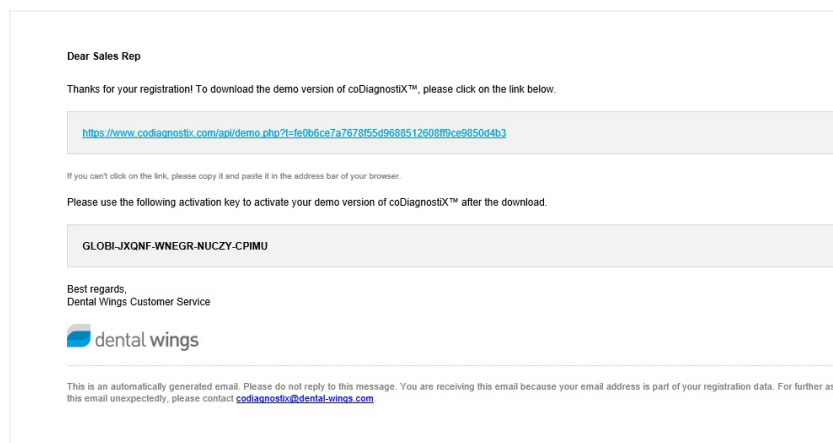 Dear Sales Rep
Thanks for your registration! To download the demo version of coDiagnostiX™, please click on the link below.
https://www.codiagnostix.com/api/demo.php?t=fe0b6ce7a7678f55d9688512608ff9ce9850d4b3
If you can't click on the link, please copy it and paste it in the address bar of your browser.
Please use the following activation key to activate your demo version of coDiagnostiX™ after the download.
GLOBI-JXQNF-WNEGR-NUCZY-CPIMU
Best regards,
Dental Wings Customer Service
dental wings
This is an automatically generated email. Please do not reply to this message. You are receiving this email because your email address is part of your registration data. For further as
this email unexpectedly, please contact codiagnostix@dental-wings.com